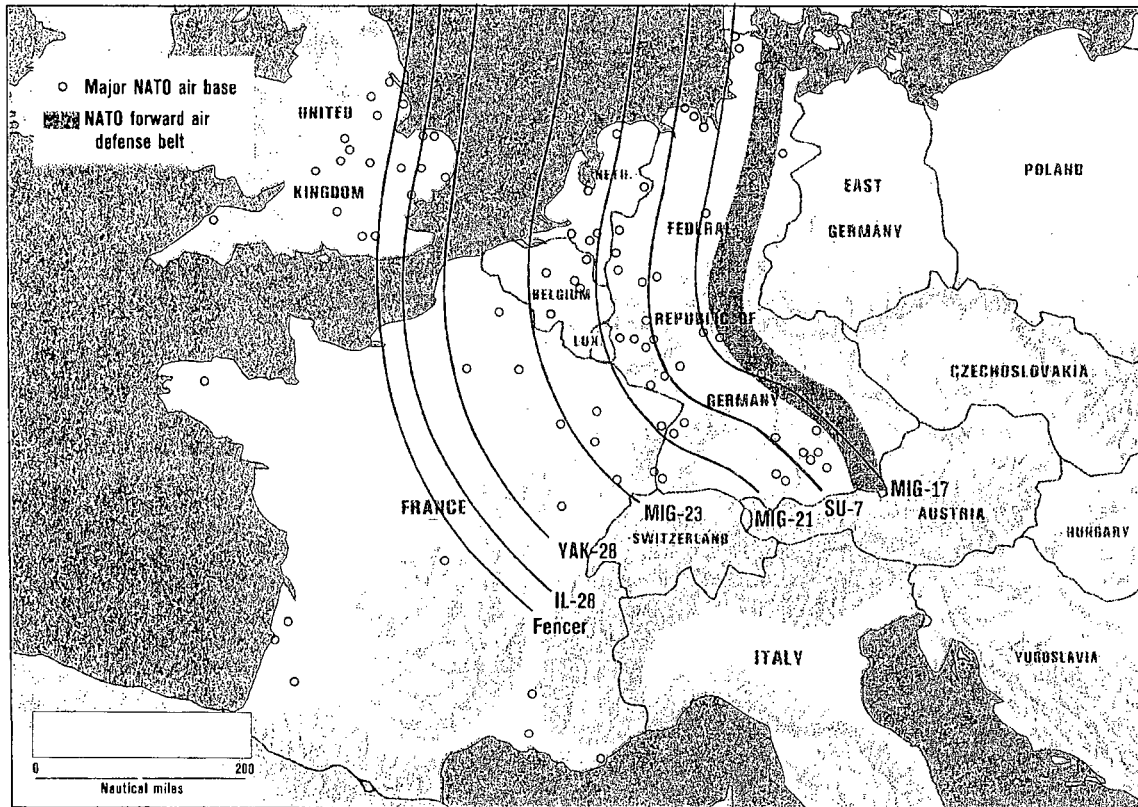 Major NATO air base
NATO forward air
defense belt
UNITED
KINGDOM
NETH.
EAST
GERMANY
POLAND
FEDERAL
REPUBLIC OF
GERMANY
BELGIUM
LUX.
CZECHOSLOVAKIA
FRANCE
MIG-23
SWITZERLAND
MIG-21
SU-7
MIG-17
AUSTRIA
HUNGARY
YAK-28
IL-28
Fencer
ITALY
YUGOSLAVIA
0 200
Nautical miles